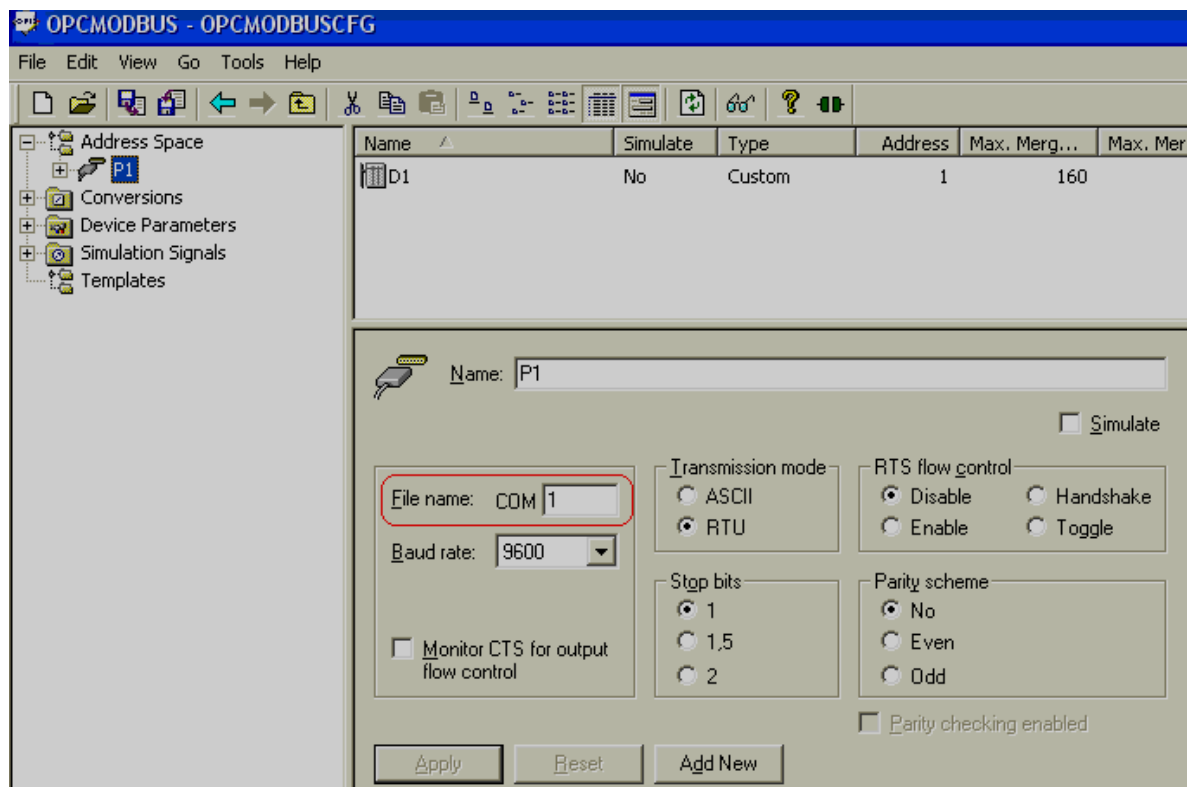 OPCMODBUS - OPCMODBUSCFG
File Edit View Go Tools Help
Address Space
P1
Conversions
Device Parameters
Simulation Signals
Templates
Name Simulate Type Address Max. Merg... Max. Mer
D1 No Custom 1 160
Name: P1
Simulate
File name: COM 1
Baud rate: 9600
Monitor CTS for output
flow control
Transmission mode
ASCII
RTU
RTS flow control
Disable Handshake
Enable Toggle
Stop bits
1
1,5
2
Parity scheme
No
Even
Odd
Parity checking enabled
Apply Reset Add New